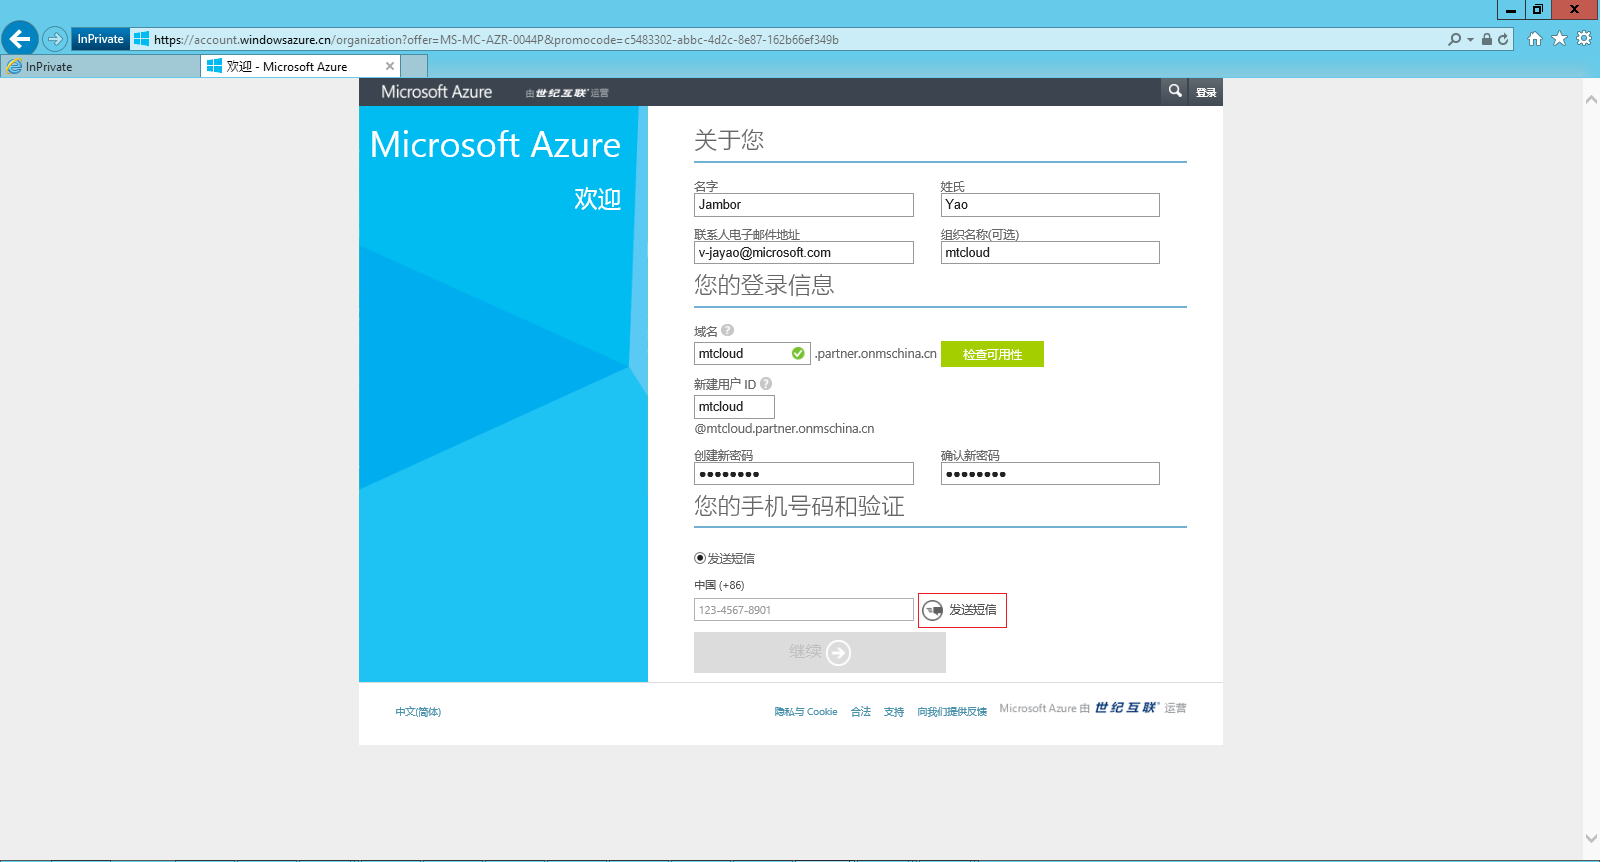 InPrivate https://account.windowsazure.cn/organization?offer=MS-MC-AZR-0044P&promocode=c5483302-abbc-4d2c-8e87-162b66ef349b
InPrivate 欢迎 - Microsoft Azure
Microsoft Azure 由世纪互联运营 登录
Microsoft Azure
欢迎
关于您
名字 姓氏
Jambor Yao
联系人电子邮件地址 组织名称(可选)
v-jayao@microsoft.com mtcloud
您的登录信息
域名
mtcloud .partner.onmschina.cn 检查可用性
新建用户 ID
mtcloud
@mtcloud.partner.onmschina.cn
创建新密码 确认新密码
●●●●●●●● ●●●●●●●●
您的手机号码和验证
发送短信
中国 (+86)
123-4567-8901 发送短信
继续
中文(简体) 隐私与 Cookie 合法 支持 向我们提供反馈 Microsoft Azure 由 世纪互联 运营